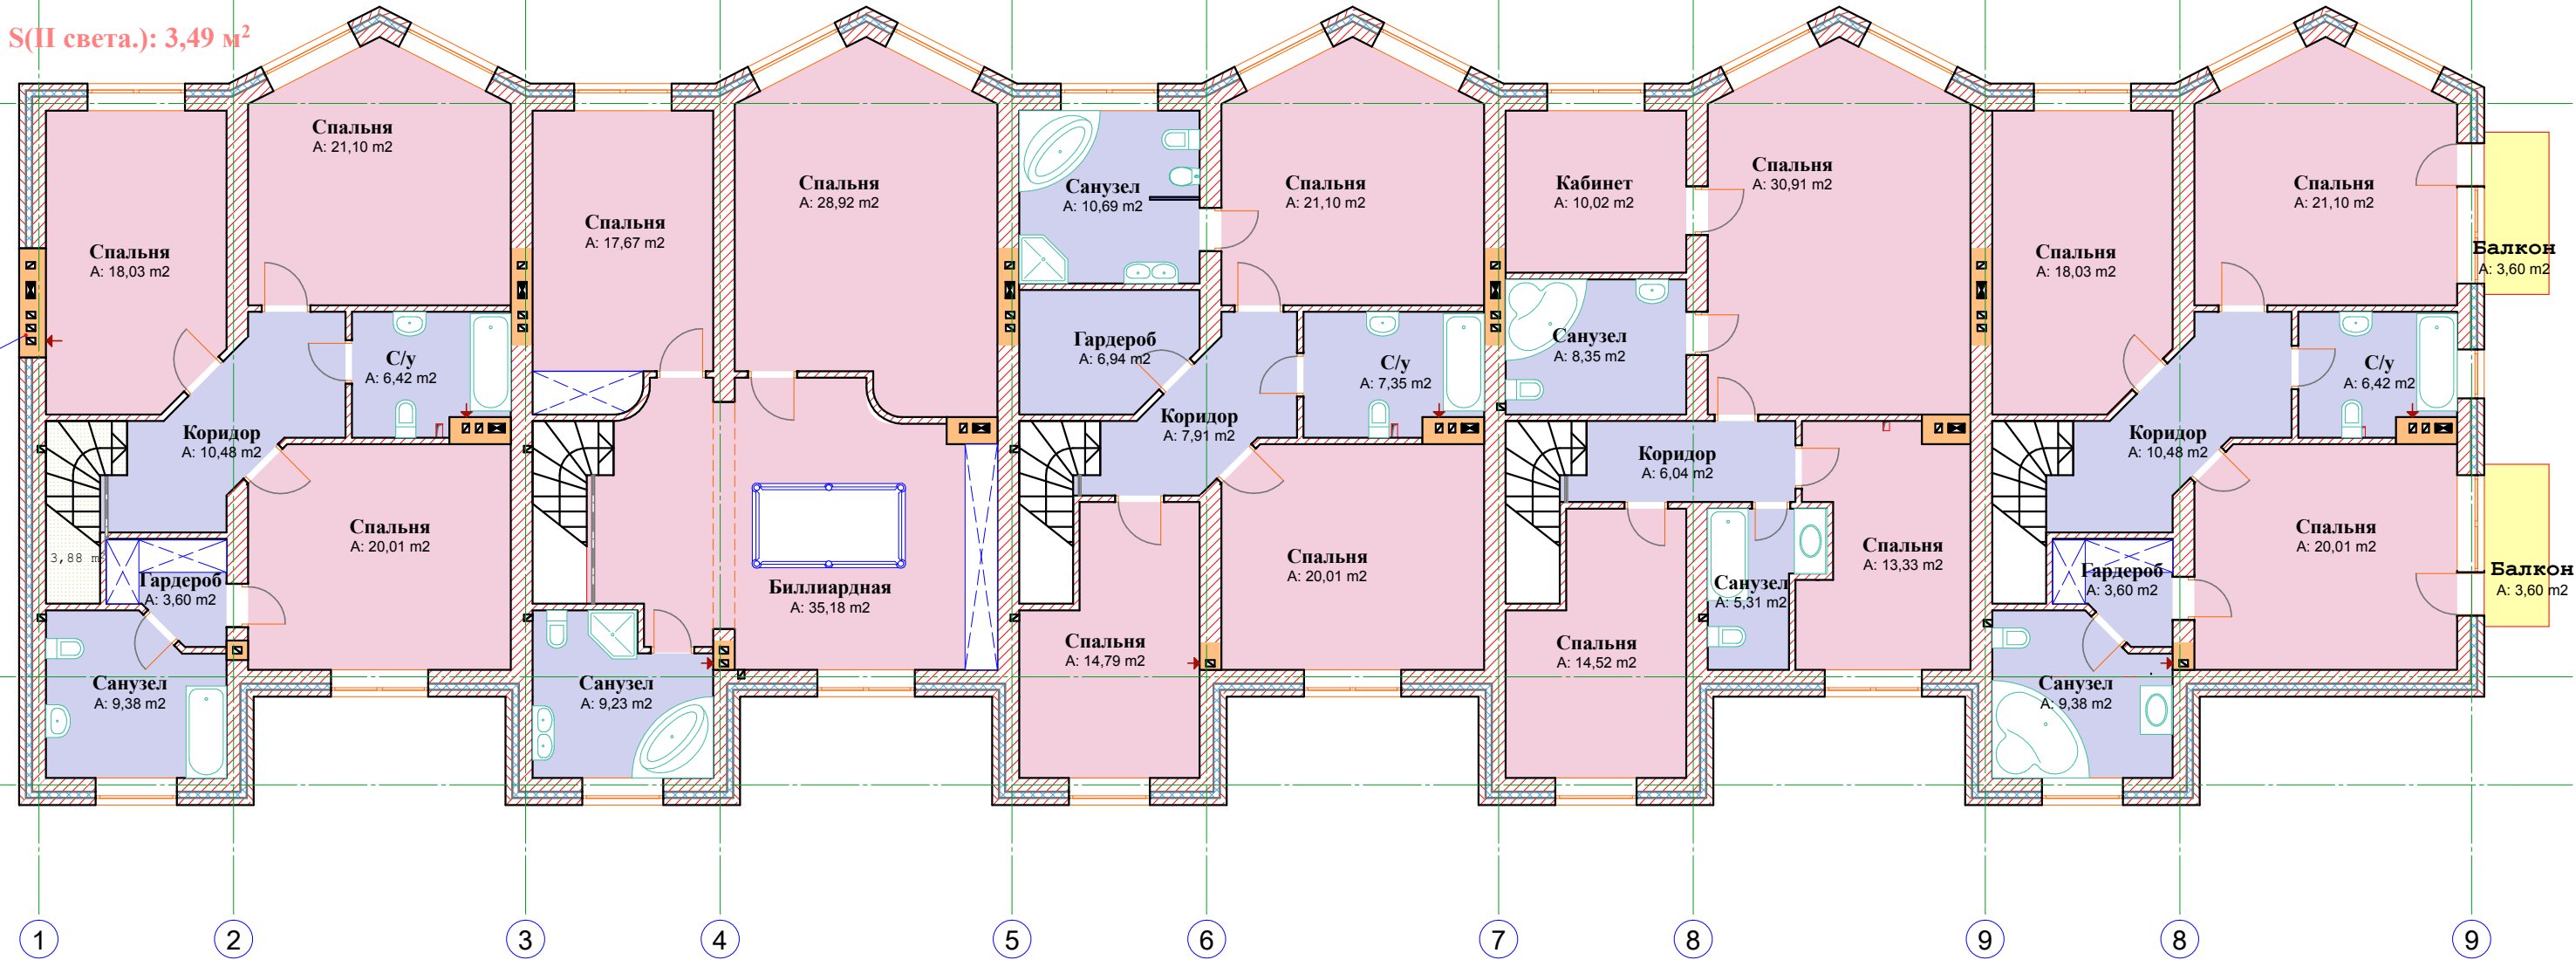 S(II света.): 3,49 м²
Спальня
A: 18,03 m2
Спальня
A: 21,10 m2
С/у
A: 6,42 m2
Коридор
A: 10,48 m2
Спальня
A: 20,01 m2
3,88 m
Гардероб
A: 3,60 m2
Санузел
A: 9,38 m2
Спальня
A: 17,67 m2
Спальня
A: 28,92 m2
Биллиардная
A: 35,18 m2
Санузел
A: 9,23 m2
Санузел
A: 10,69 m2
Спальня
A: 21,10 m2
Гардероб
A: 6,94 m2
С/у
A: 7,35 m2
Коридор
A: 7,91 m2
Спальня
A: 20,01 m2
Спальня
A: 14,79 m2
Кабинет
A: 10,02 m2
Спальня
A: 30,91 m2
Санузел
A: 8,35 m2
Коридор
A: 6,04 m2
Спальня
A: 13,33 m2
Санузел
A: 5,31 m2
Спальня
A: 14,52 m2
Спальня
A: 18,03 m2
Спальня
A: 21,10 m2
Балкон
A: 3,60 m2
С/у
A: 6,42 m2
Коридор
A: 10,48 m2
Спальня
A: 20,01 m2
Балкон
A: 3,60 m2
Гардероб
A: 3,60 m2
Санузел
A: 9,38 m2
1 2 3 4 5 6 7 8 9 8 9